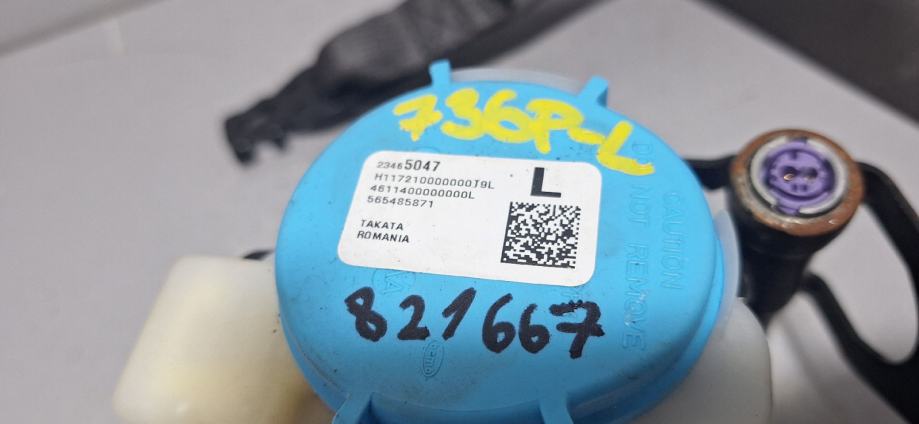 736P-L
23465047
L
H117210000000T9L
4611400000000L
565485871
TAKATA
ROMANIA
CAUTION
DO NOT REMOVE
821667